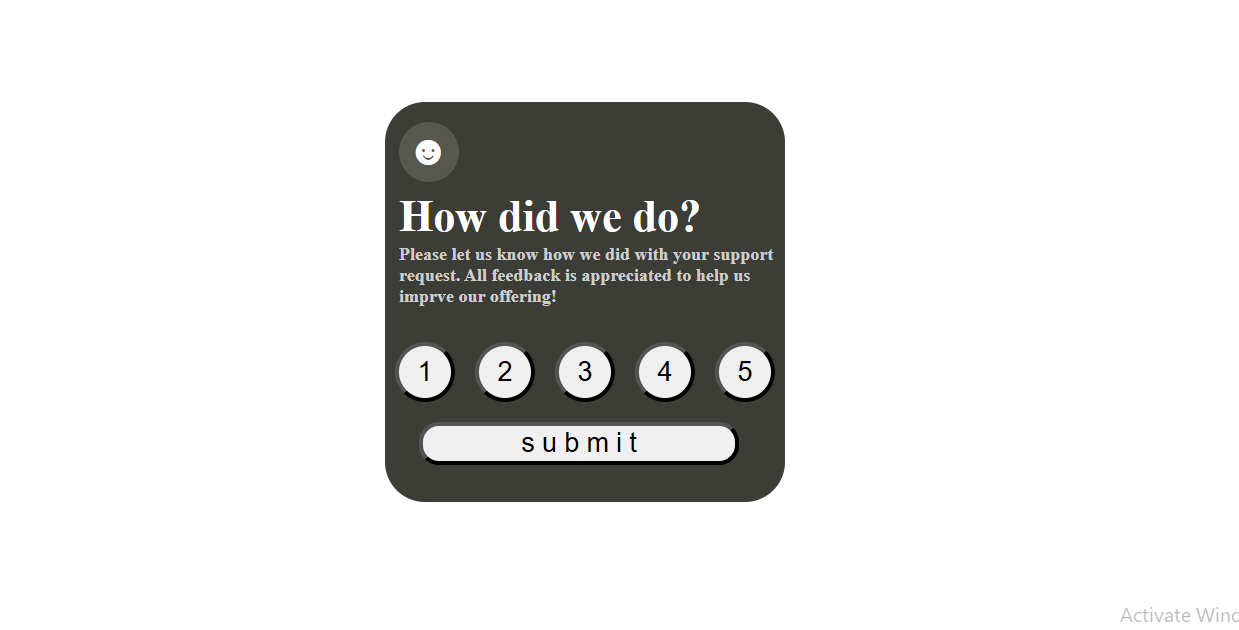 How did we do?
Please let us know how we did with your support
request. All feedback is appreciated to help us
imprve our offering!
1 2 3 4 5
submit
Activate Wind